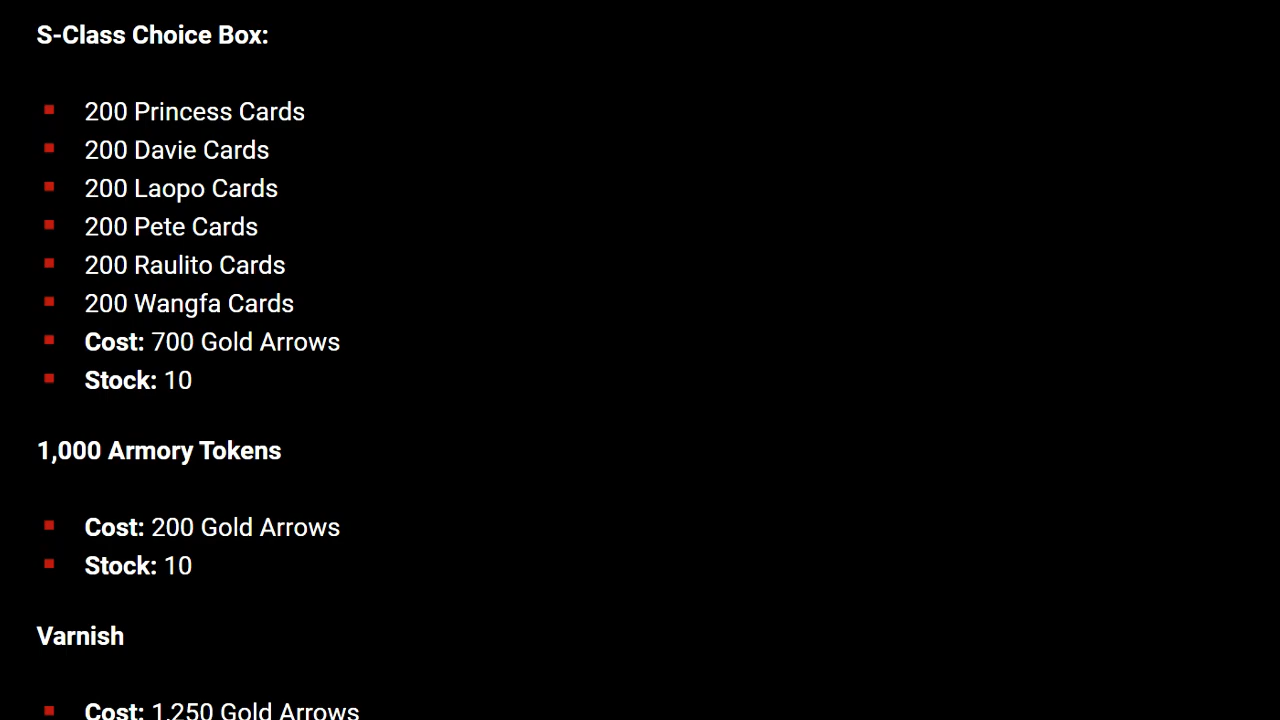 S-Class Choice Box:
200 Princess Cards
200 Davie Cards
200 Laopo Cards
200 Pete Cards
200 Raulito Cards
200 Wangfa Cards
Cost: 700 Gold Arrows
Stock: 10
1,000 Armory Tokens
Cost: 200 Gold Arrows
Stock: 10
Varnish
Cost: 1,250 Gold Arrows